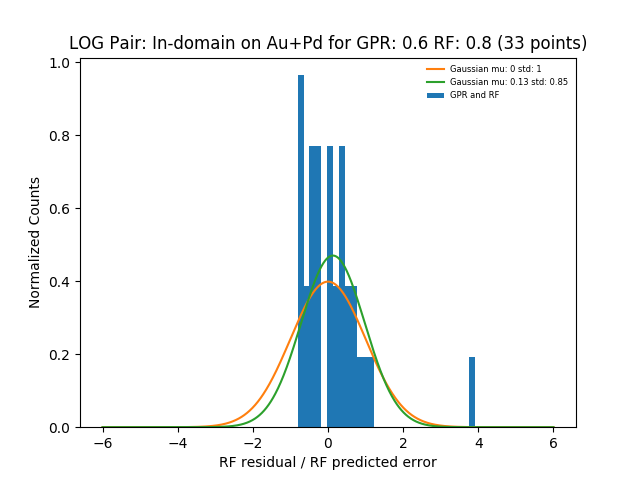 LOG Pair: In-domain on Au+Pd for GPR: 0.6 RF: 0.8 (33 points)
Gaussian mu: 0 std: 1
Gaussian mu: 0.13 std: 0.85
GPR and RF
Normalized Counts
1.0
0.8
0.6
0.4
0.2
0.0
−6 −4 −2 0 2 4 6
RF residual / RF predicted error